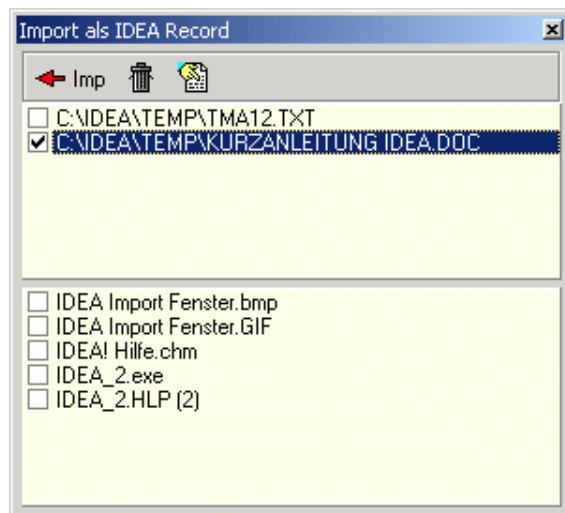 Import als IDEA Record
Imp
C:\IDEA\TEMP\TMA12.TXT
C:\IDEA\TEMP\KURZANLEITUNG IDEA.DOC
IDEA Import Fenster.bmp
IDEA Import Fenster.GIF
IDEA! Hilfe.chm
IDEA_2.exe
IDEA_2.HLP (2)